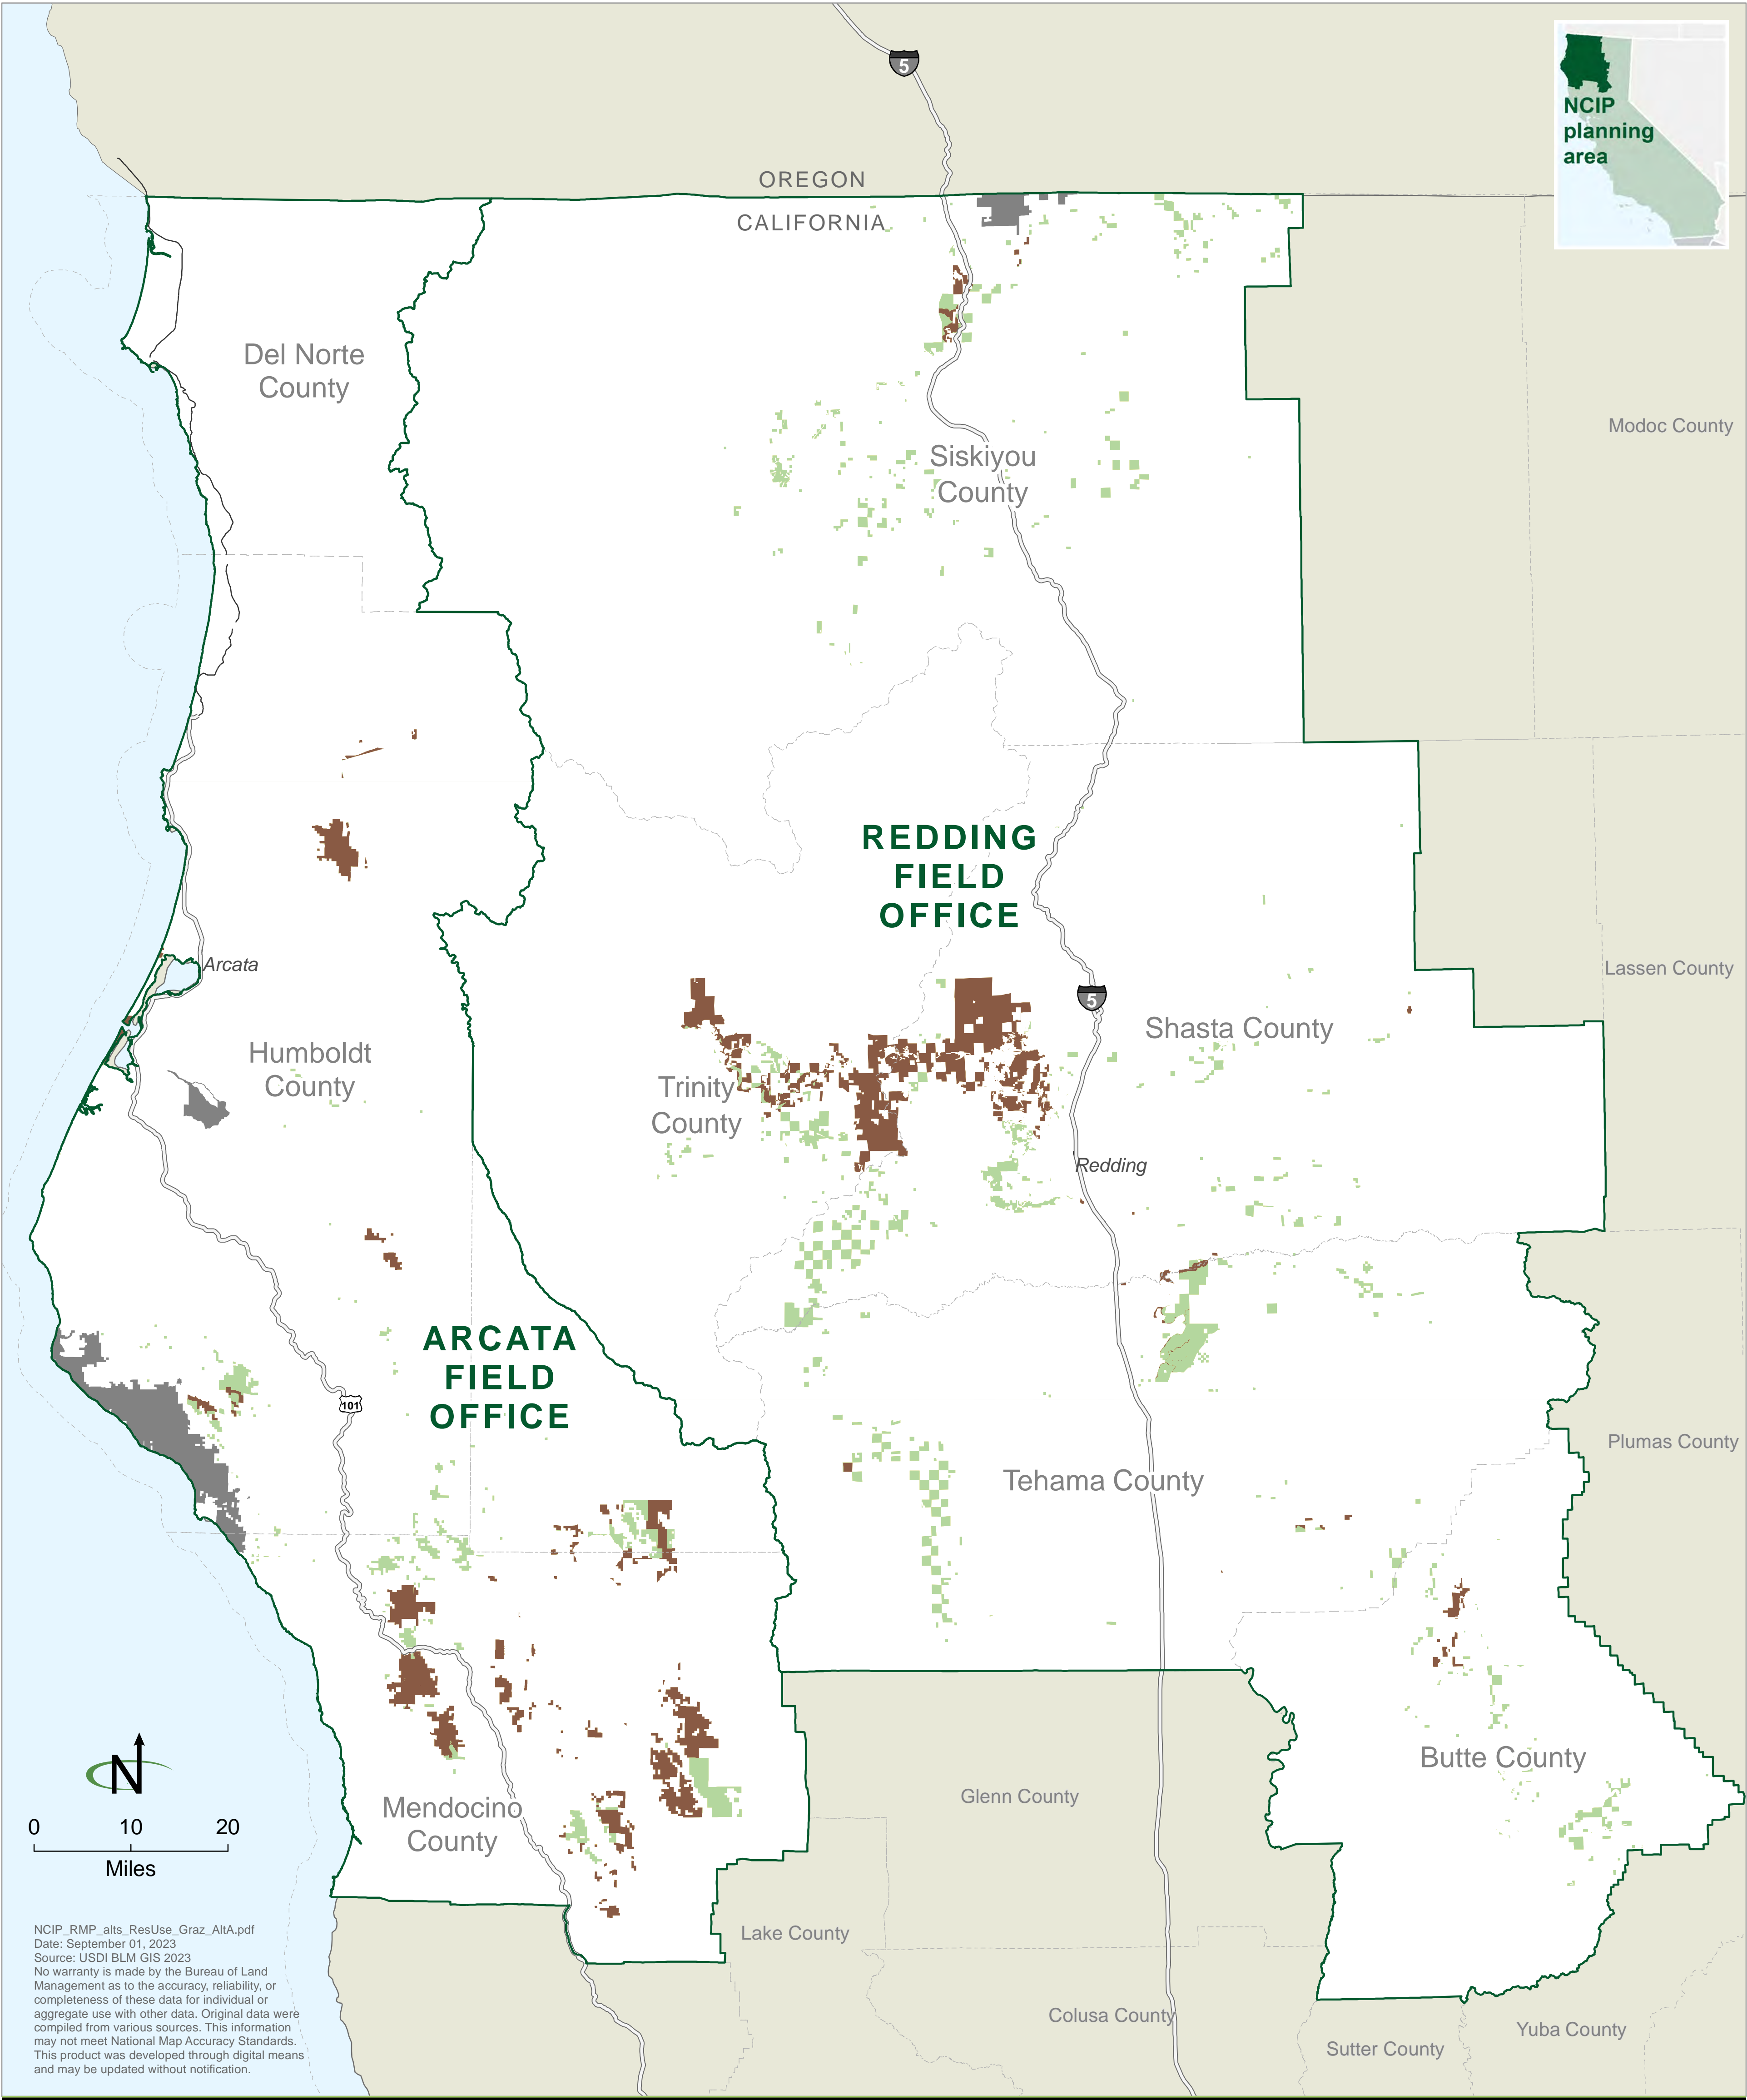 5
NCIP
planning
area
OREGON
CALIFORNIA
Del Norte
County
Modoc County
Siskiyou
County
REDDING
FIELD
OFFICE
Arcata
Lassen County
5
Shasta County
Humboldt
County
Trinity
County
Redding
ARCATA
FIELD
OFFICE
101
Plumas County
Tehama County
Butte County
N
Glenn County
Mendocino
County
0 10 20
Miles
NCIP_RMP_alts_ResUse_Graz_AltA.pdf
Date: September 01, 2023
Source: USDI BLM GIS 2023
No warranty is made by the Bureau of Land
Management as to the accuracy, reliability, or
completeness of these data for individual or
aggregate use with other data. Original data were
compiled from various sources. This information
may not meet National Map Accuracy Standards.
This product was developed through digital means
and may be updated without notification.
Lake County
Colusa County
Yuba County
Sutter County